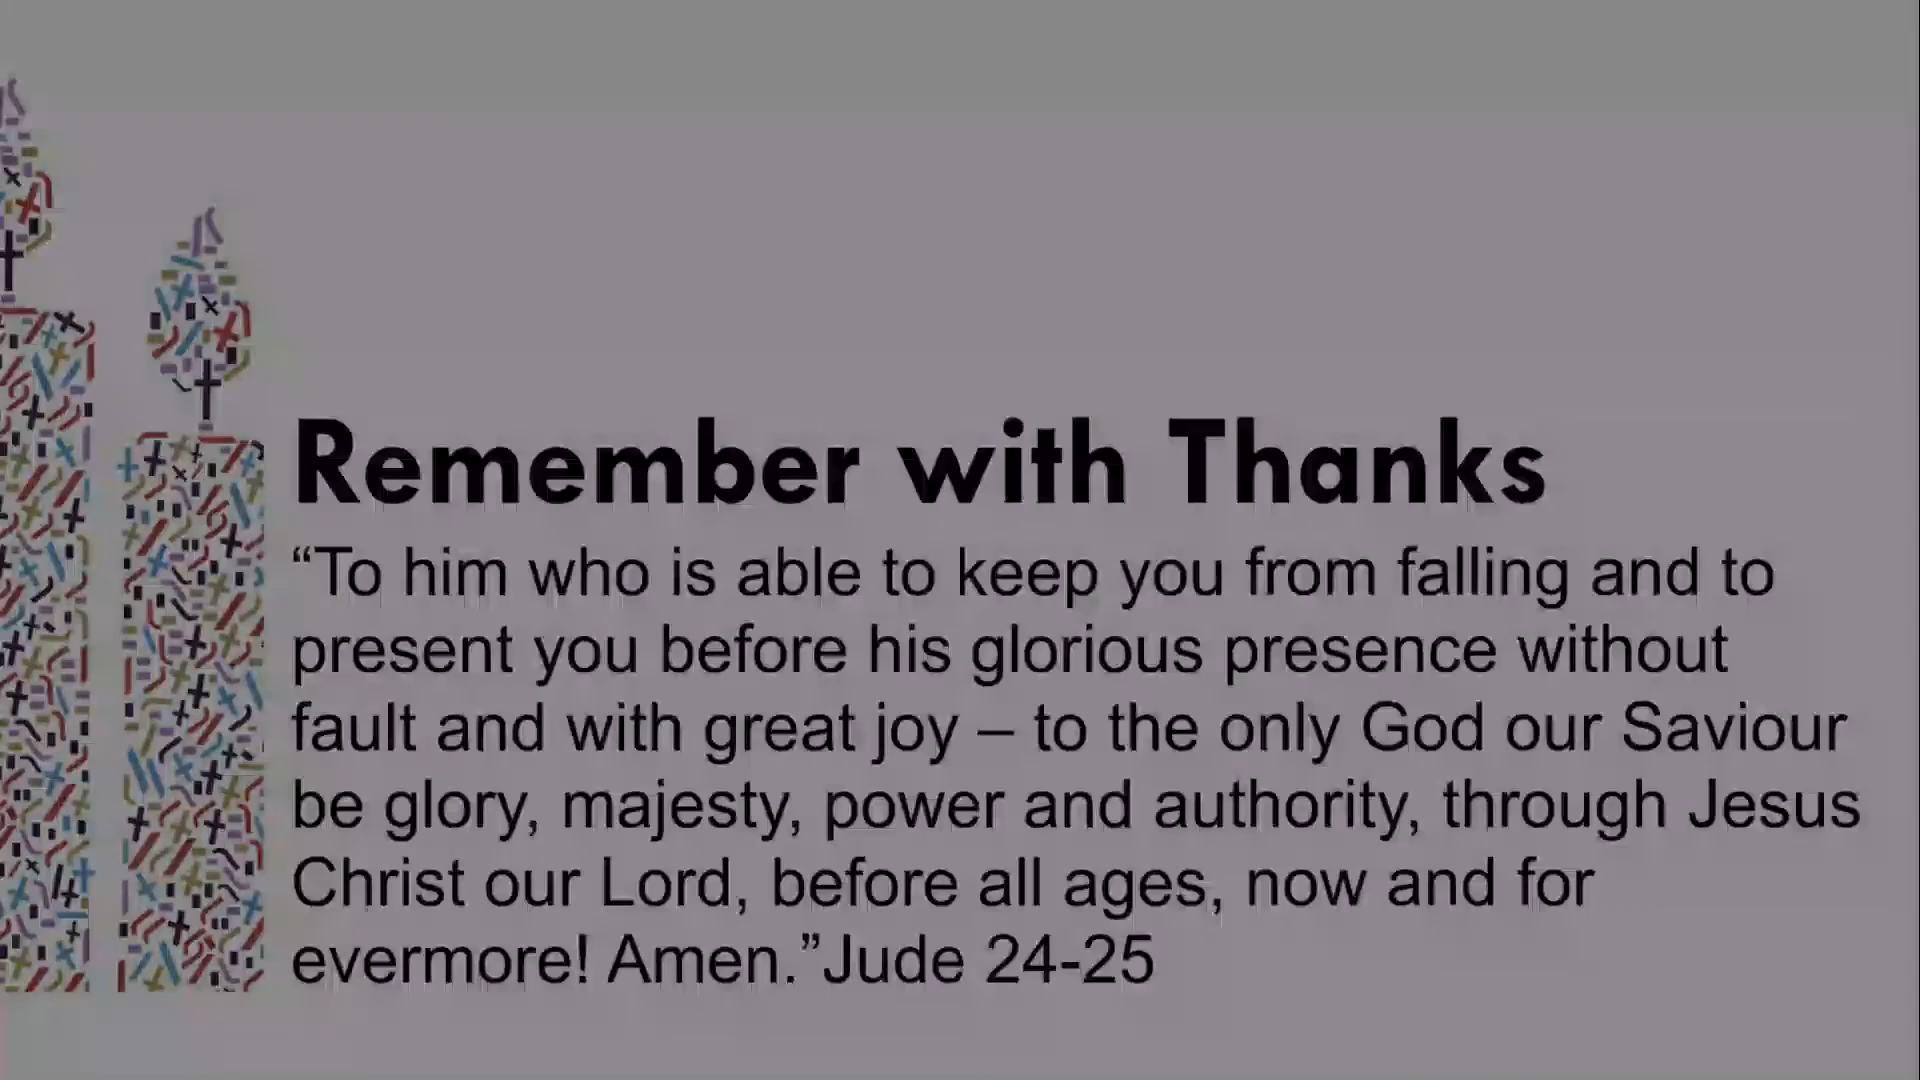 Remember with Thanks
“To him who is able to keep you from falling and to
present you before his glorious presence without
fault and with great joy – to the only God our Saviour
be glory, majesty, power and authority, through Jesus
Christ our Lord, before all ages, now and for
evermore! Amen.”Jude 24-25